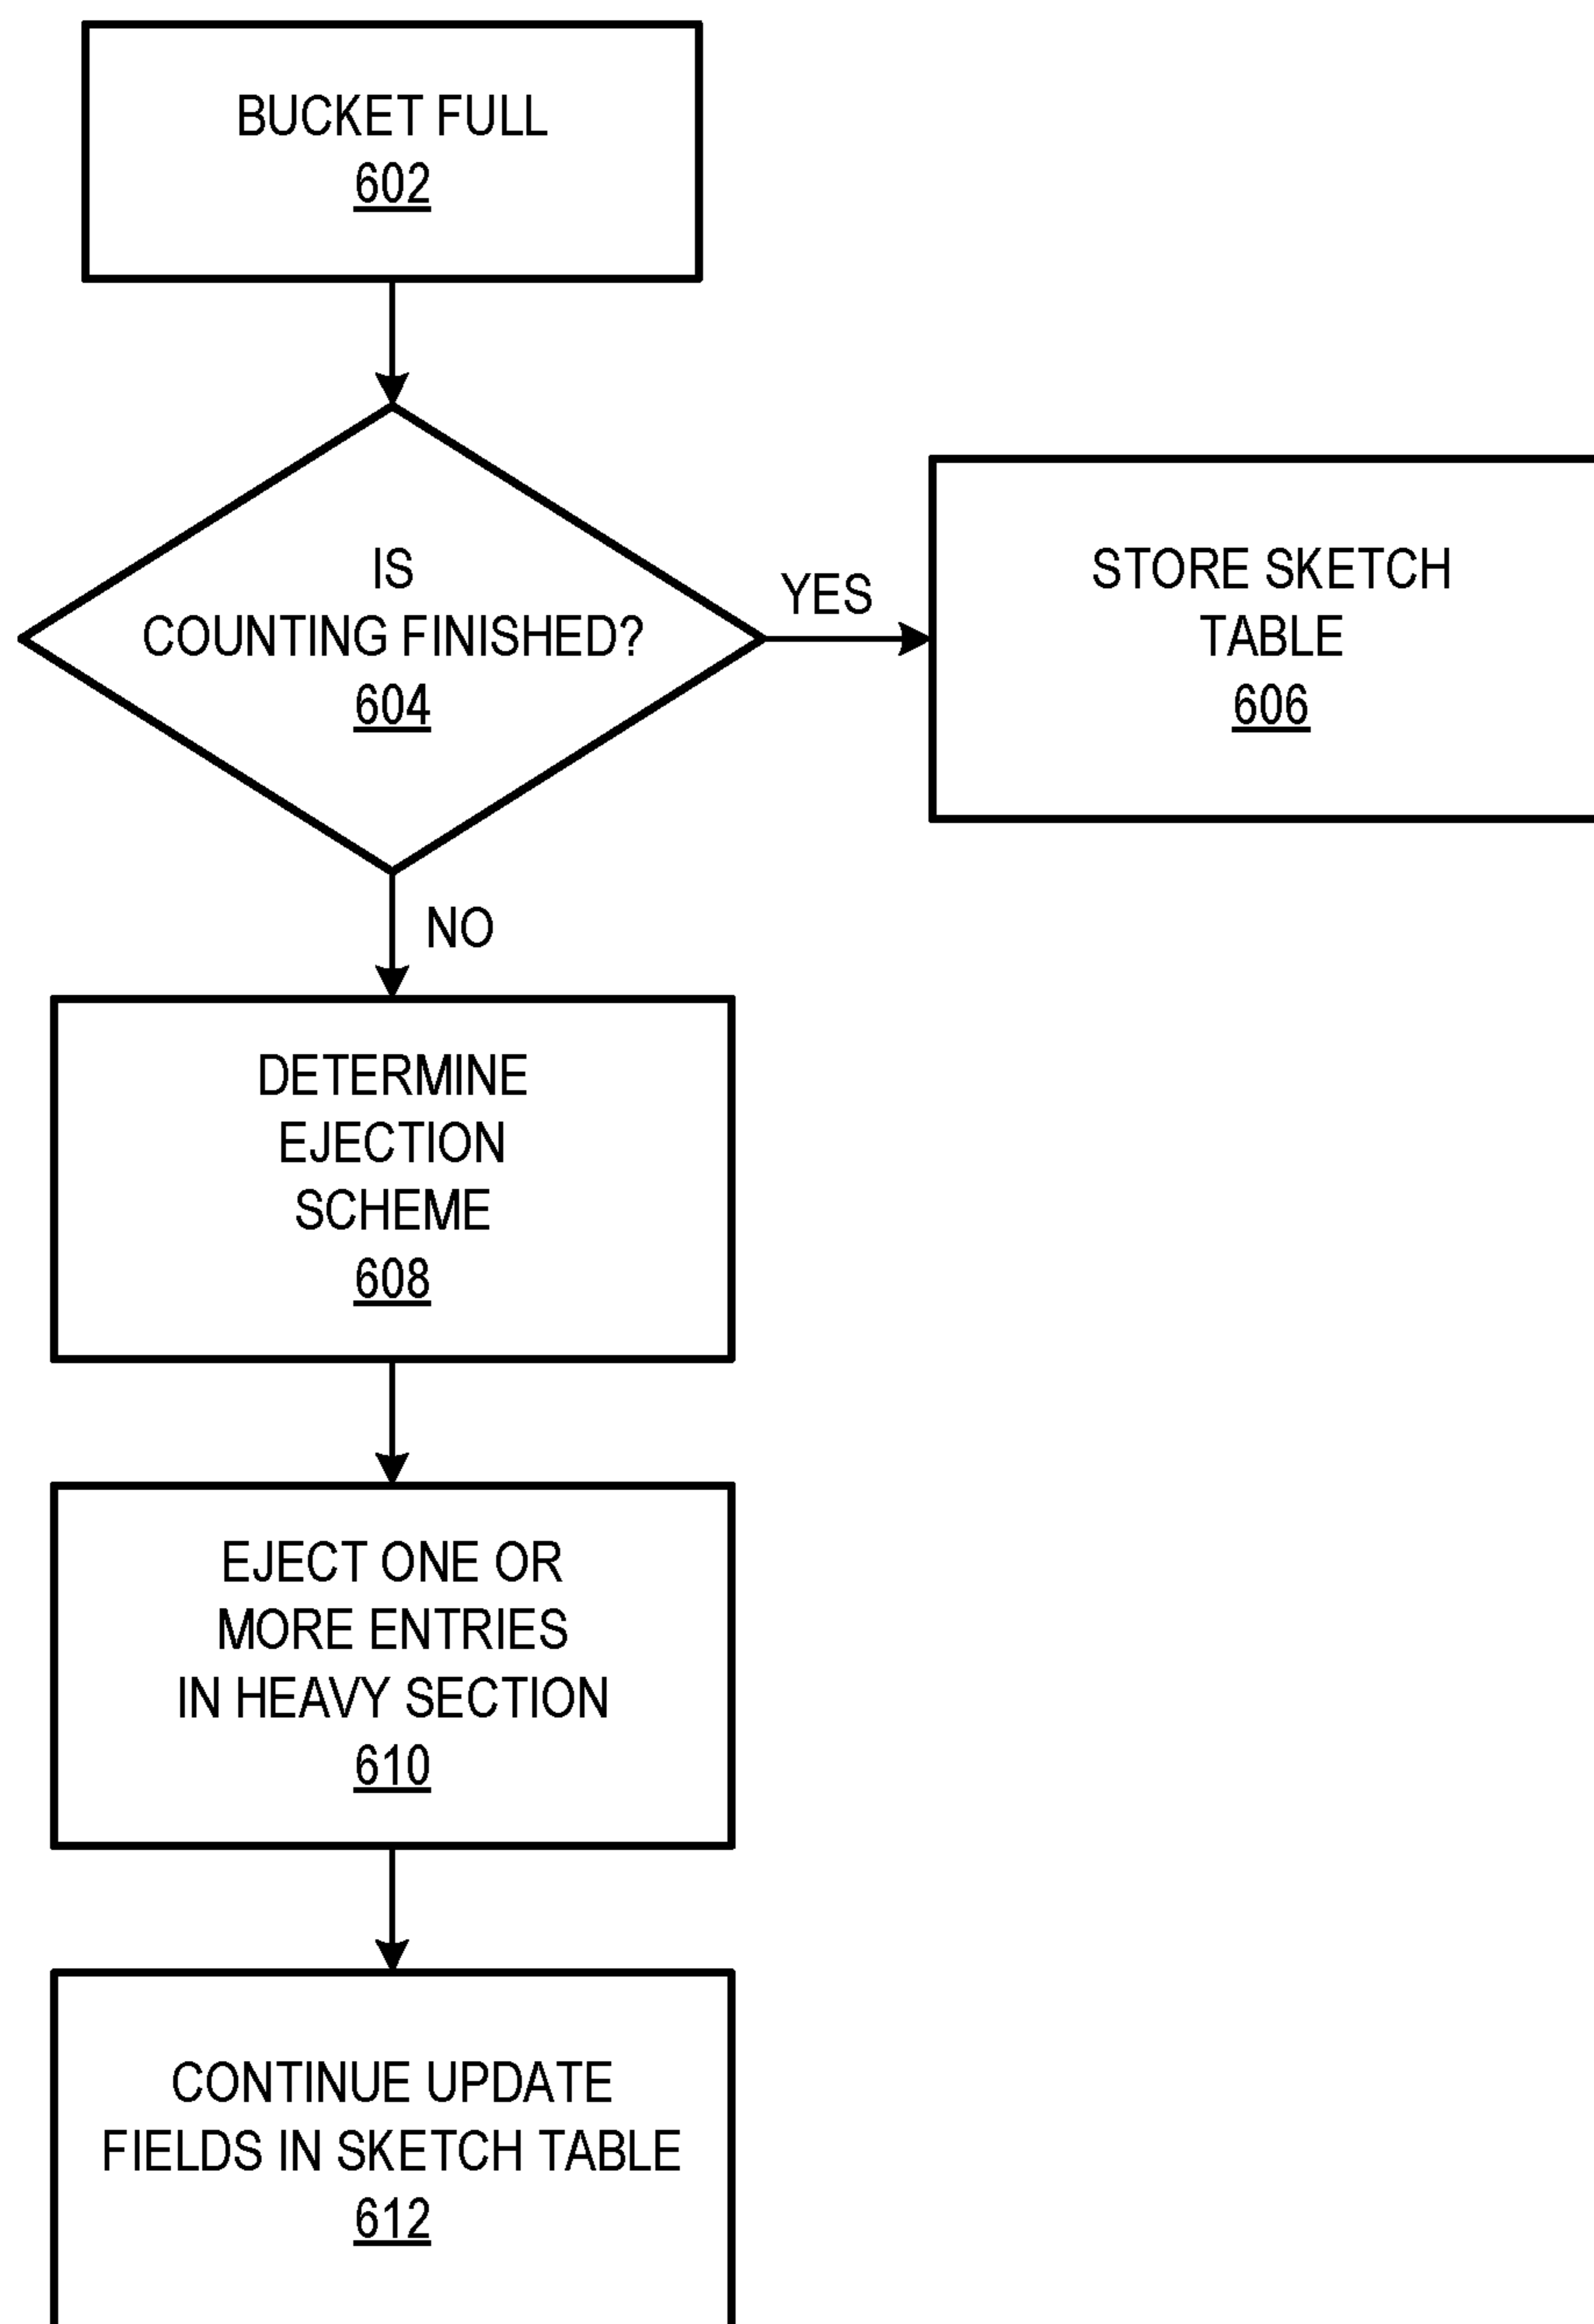 BUCKET FULL
602
IS
COUNTING FINISHED?
604
YES
STORE SKETCH
TABLE
606
NO
DETERMINE
EJECTION
SCHEME
608
EJECT ONE OR
MORE ENTRIES
IN HEAVY SECTION
610
CONTINUE UPDATE
FIELDS IN SKETCH TABLE
612